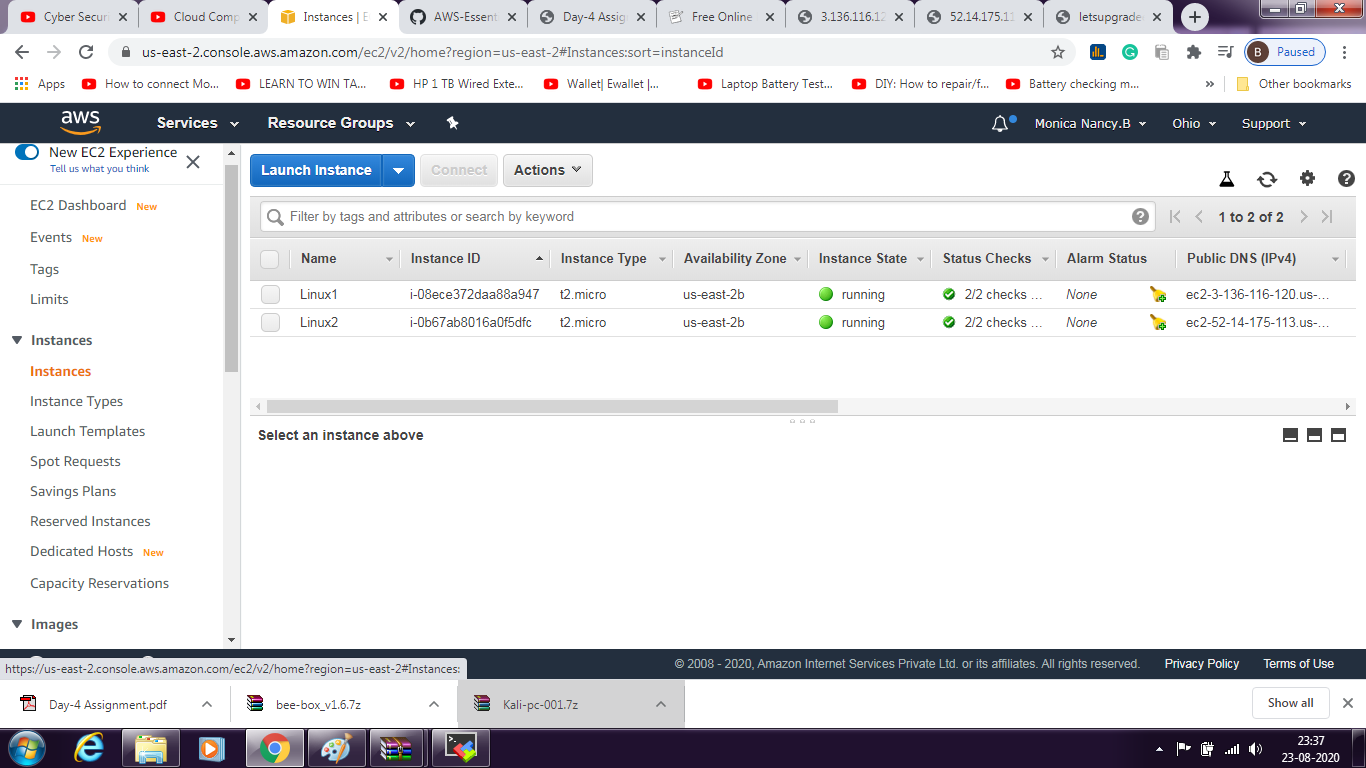 Cyber Secur
Cloud Comp
Instances | E
AWS-Essent
Day-4 Assig
Free Online
3.136.116.12
52.14.175.11
letsupgrade
us-east-2.console.aws.amazon.com/ec2/v2/home?region=us-east-2#Instances:sort=instanceId
B Paused
Apps
How to connect Mo...
LEARN TO WIN TA...
HP 1 TB Wired Exte...
Wallet| Ewallet |...
Laptop Battery Test...
DIY: How to repair/f...
Battery checking m...
»
Other bookmarks
aws
Services
Resource Groups
Monica Nancy.B
Ohio
Support
New EC2 Experience
Tell us what you think
EC2 Dashboard New
Events New
Tags
Limits
Instances
Instances
Instance Types
Launch Templates
Spot Requests
Savings Plans
Reserved Instances
Dedicated Hosts New
Capacity Reservations
Images
Launch Instance
Connect
Actions
Filter by tags and attributes or search by keyword
1 to 2 of 2
Name Instance ID Instance Type Availability Zone Instance State Status Checks Alarm Status Public DNS (IPv4)
Linux1 i-08ece372daa88a947 t2.micro us-east-2b running 2/2 checks ... None ec2-3-136-116-120.us-...
Linux2 i-0b67ab8016a0f5dfc t2.micro us-east-2b running 2/2 checks ... None ec2-52-14-175-113.us-...
Select an instance above
https://us-east-2.console.aws.amazon.com/ec2/v2/home?region=us-east-2#Instances:
© 2008 - 2020, Amazon Internet Services Private Ltd. or its affiliates. All rights reserved.
Privacy Policy
Terms of Use
Day-4 Assignment.pdf
bee-box_v1.6.7z
Kali-pc-001.7z
Show all
23:37
23-08-2020